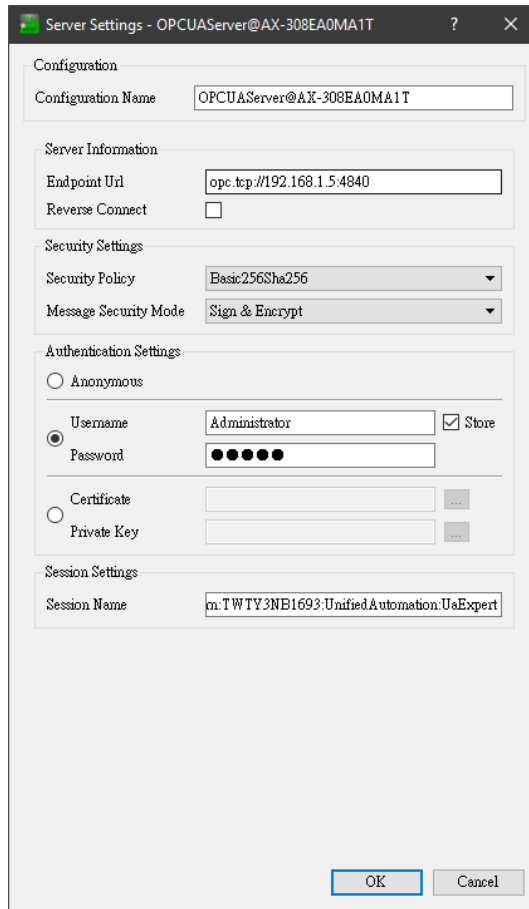 Server Settings - OPCUAServer@AX-308EA0MA1T ? ×
Configuration
Configuration Name OPCUAServer@AX-308EA0MA1T
Server Information
Endpoint Url opc.tcp://192.168.1.5:4840
Reverse Connect
Security Settings
Security Policy Basic256Sha256
Message Security Mode Sign & Encrypt
Authentication Settings
Anonymous
Username Administrator Store
Password ●●●●●
Certificate ...
Private Key ...
Session Settings
Session Name m:TWTY3NB1693:UnifiedAutomation:UaExpert
OK Cancel